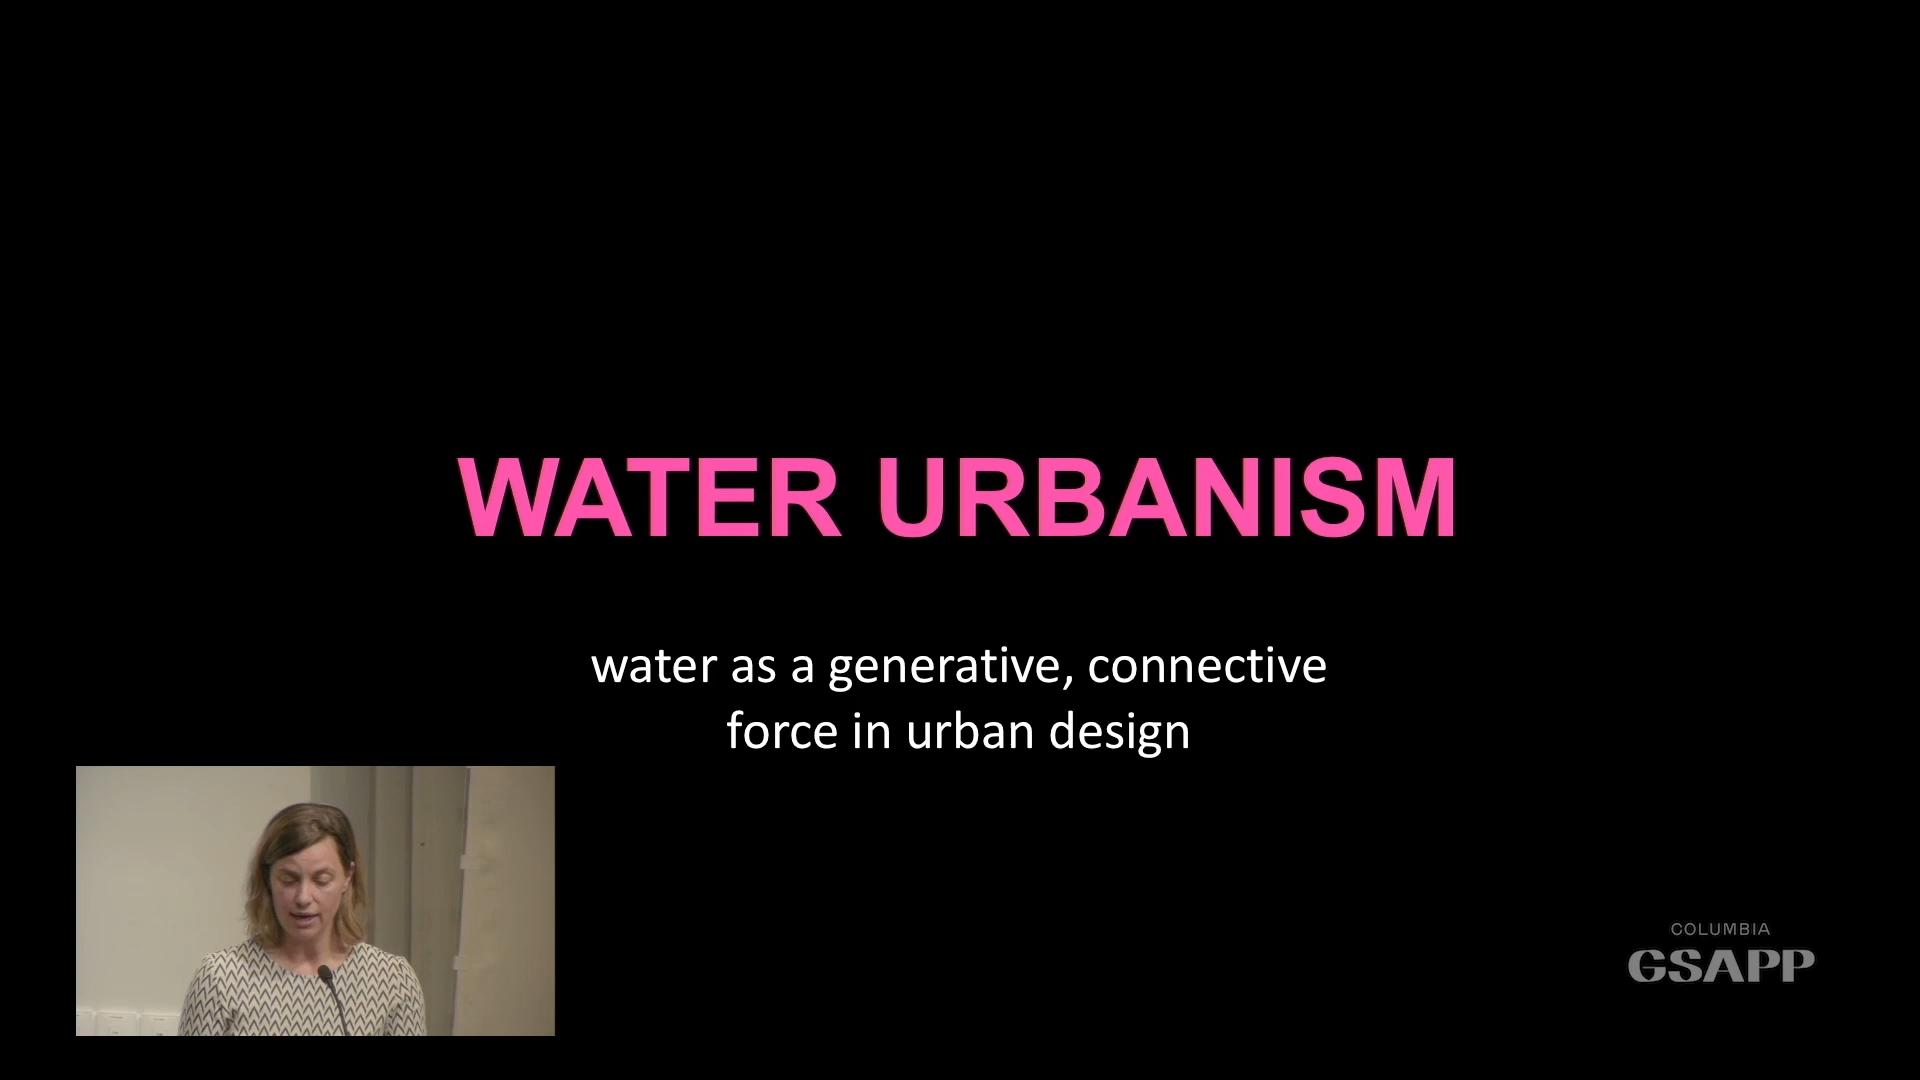 WATER URBANISM
water as a generative, connective
force in urban design
COLUMBIA
GSAPP